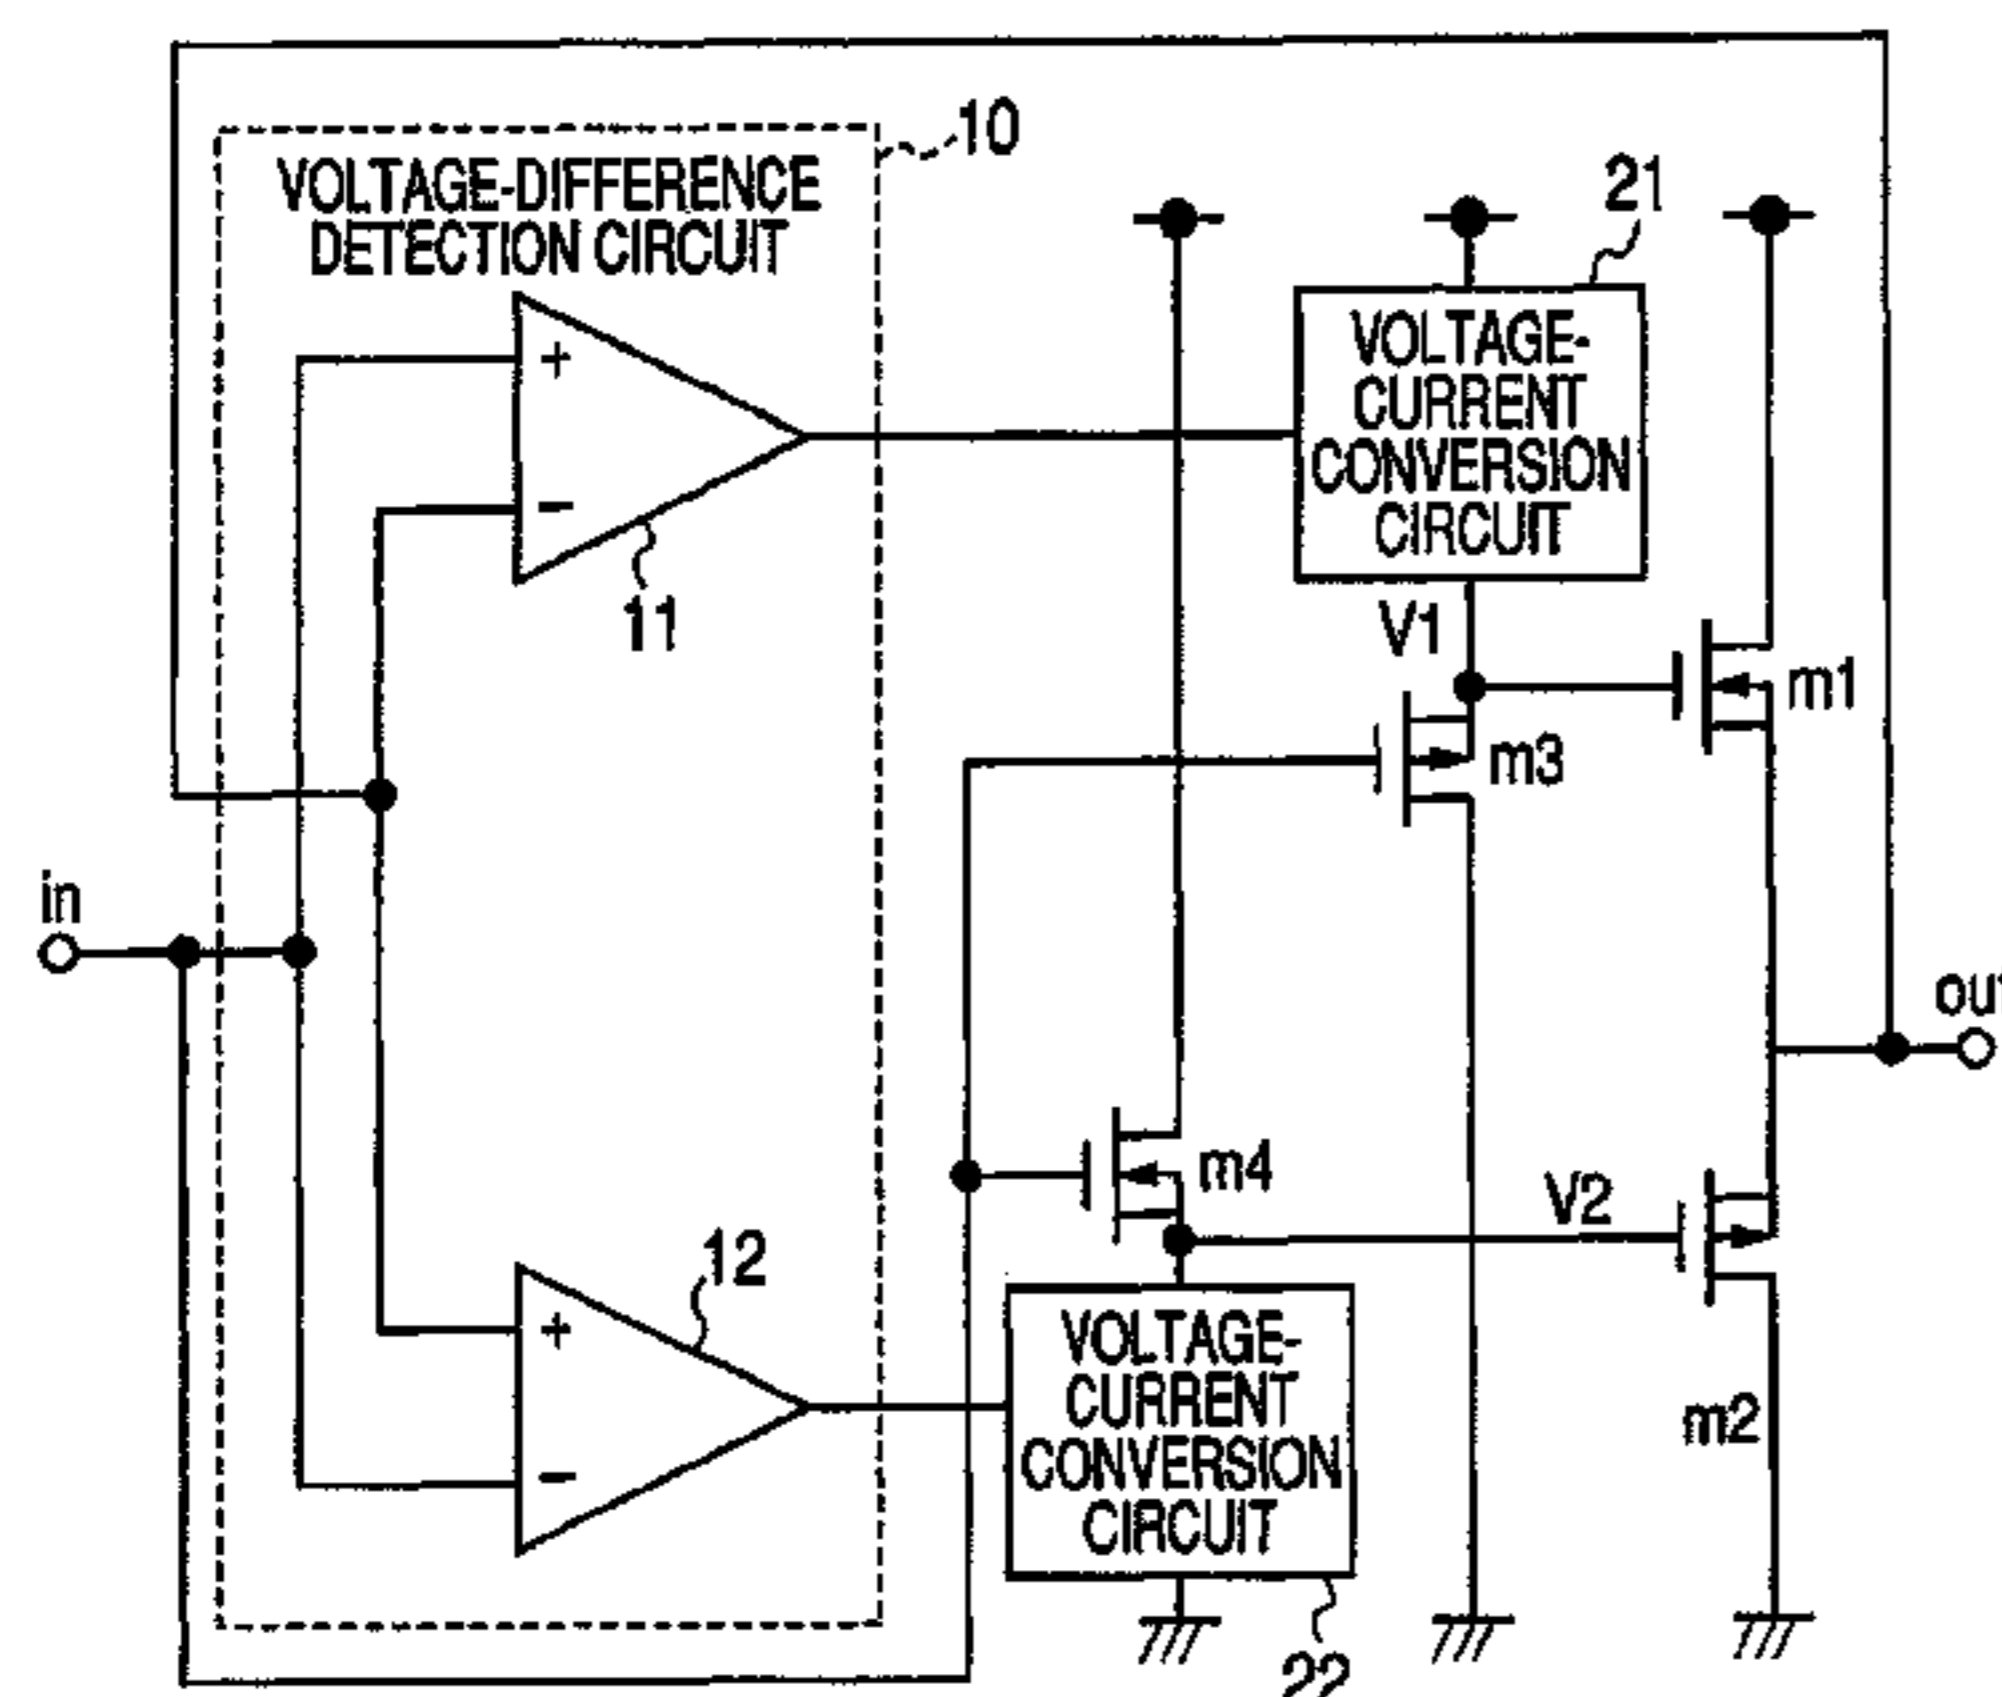 10
VOLTAGE-DIFFERENCE
DETECTION CIRCUIT
21
VOLTAGE-
CURRENT
CONVERSION
CIRCUIT
+
−
11
V1
m1
m3
in
out
m4
V2
12
+
−
VOLTAGE-
CURRENT
CONVERSION
CIRCUIT
m2
22